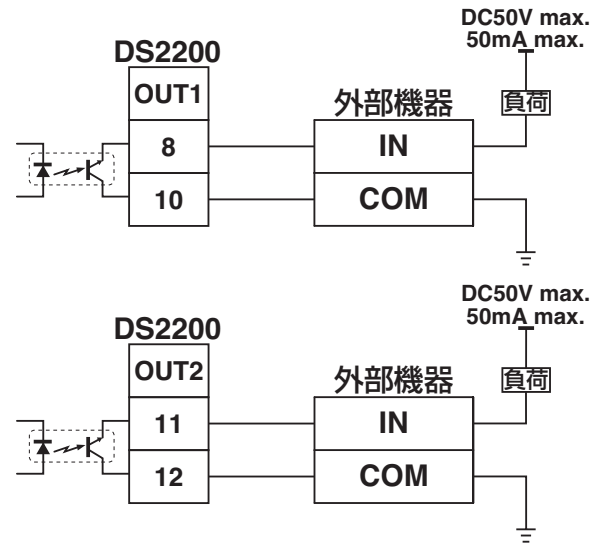 DC50V max.
50mA max.
DS2200
OUT1
外部機器
負荷
8
IN
10
COM
DC50V max.
50mA max.
DS2200
OUT2
外部機器
負荷
11
IN
12
COM